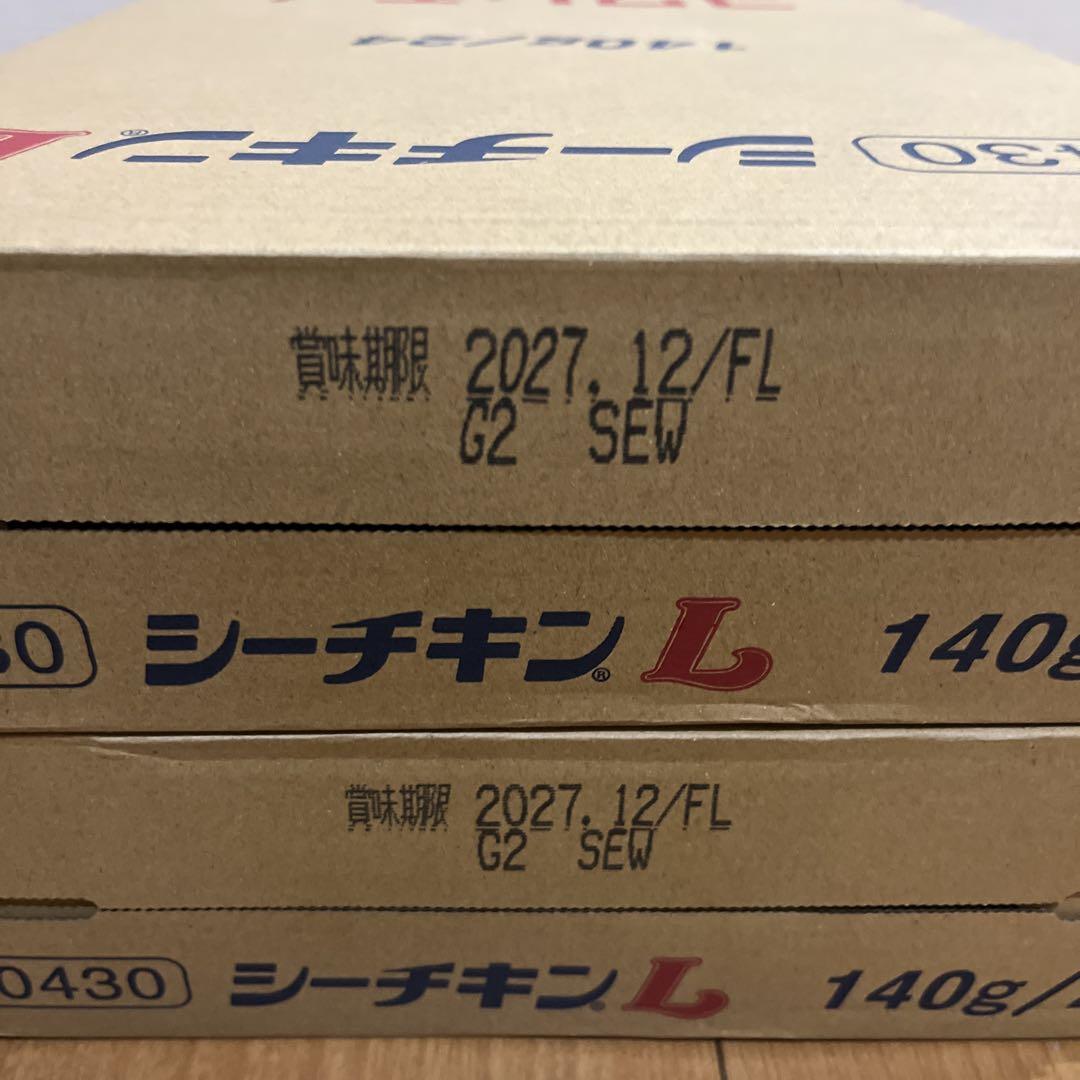 140g/24
シーチキン®
430
賞味期限 2027.12/FL
G2 SEW
30 シーチキン® L 140g
賞味期限 2027.12/FL
G2 SEW
0430 シーチキン® L 140g/